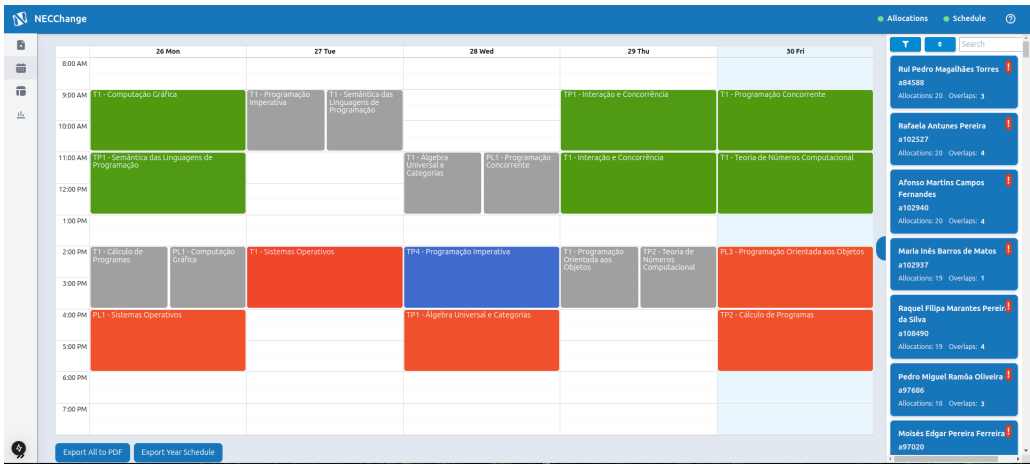 NECChange
Allocations
Schedule
26 Mon
27 Tue
28 Wed
29 Thu
30 Fri
8:00 AM
9:00 AM
10:00 AM
11:00 AM
12:00 PM
1:00 PM
2:00 PM
3:00 PM
4:00 PM
5:00 PM
6:00 PM
7:00 PM
T1 - Computação Gráfica
TP1 - Semântica das Linguagens de
Programação
T1 - Cálculo de
Programas
PL1 - Computação
Gráfica
PL1 - Sistemas Operativos
T1 - Programação
Imperativa
T1 - Semântica das
Linguagens de
Programação
T1 - Sistemas Operativos
T1 - Álgebra
Universal e
Categorias
PL1 - Programação
Concorrente
TP4 - Programação Imperativa
TP1 - Álgebra Universal e Categorias
TP1 - Interação e Concorrência
T1 - Interação e Concorrência
T1 - Programação
Orientada aos
Objetos
TP2 - Teoria de
Números
Computacional
T1 - Programação Concorrente
T1 - Teoria de Números Computacional
PL3 - Programação Orientada aos Objetos
TP2 - Cálculo de Programas
Export All to PDF
Export Year Schedule
Search
Rui Pedro Magalhães Torres
a84588
Allocations: 20 Overlaps: 3
Rafaela Antunes Pereira
a102527
Allocations: 20 Overlaps: 4
Afonso Martins Campos
Fernandes
a102940
Allocations: 20 Overlaps: 4
Maria Inês Barros de Matos
a102937
Allocations: 19 Overlaps: 1
Raquel Filipa Marantes Pereira
da Silva
a108490
Allocations: 19 Overlaps: 4
Pedro Miguel Ramôa Oliveira
a97686
Allocations: 18 Overlaps: 3
Moisés Edgar Pereira Ferreira
a97020